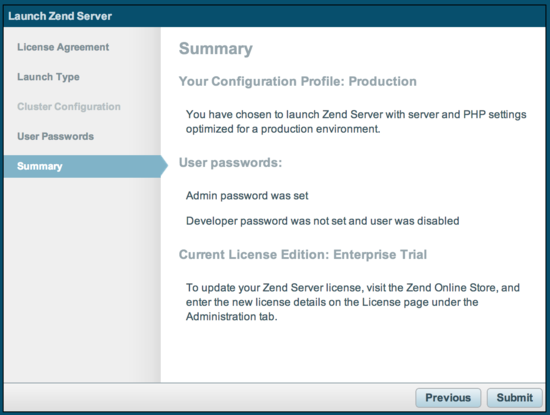 Launch Zend Server
License Agreement
Launch Type
Cluster Configuration
User Passwords
Summary
Summary
Your Configuration Profile: Production
You have chosen to launch Zend Server with server and PHP settings
optimized for a production environment.
User passwords:
Admin password was set
Developer password was not set and user was disabled
Current License Edition: Enterprise Trial
To update your Zend Server license, visit the Zend Online Store, and
enter the new license details on the License page under the
Administration tab.
Previous
Submit